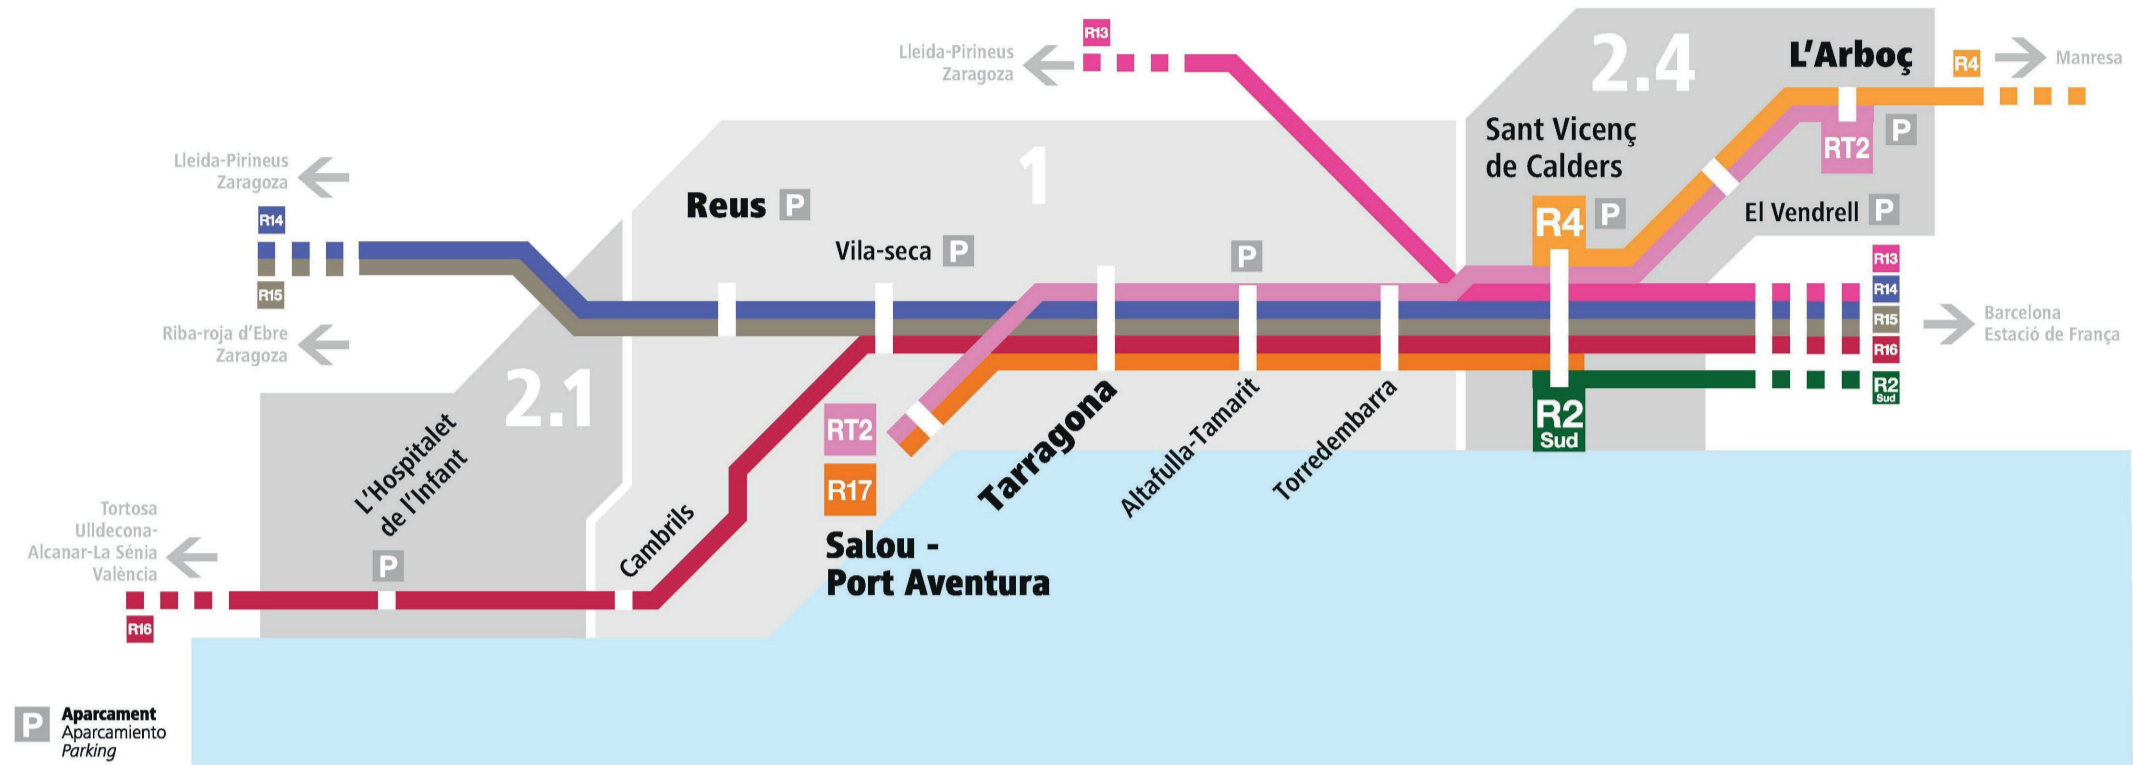 R13
Lleida-Pirineus
Zaragoza
2.4
L'Arboç
R4
Manresa
Sant Vicenç
de Calders
P
RT2
1
Lleida-Pirineus
Zaragoza
R14
Reus P
Vila-seca P
P
R4 P
El Vendrell P
R15
Riba-roja d'Ebre
Zaragoza
R13
R14
R15
R16
R2
Sud
Barcelona
Estació de França
2.1
L'Hospitalet
de l'Infant
P
Cambrils
RT2
R17
Salou -
Port Aventura
Tarragona
Altafulla-Tamarit
Torredembarra
R2
Sud
Tortosa
Ulldecona-
Alcanar-La Sénia
València
R16
P Aparcament
Aparcamiento
Parking